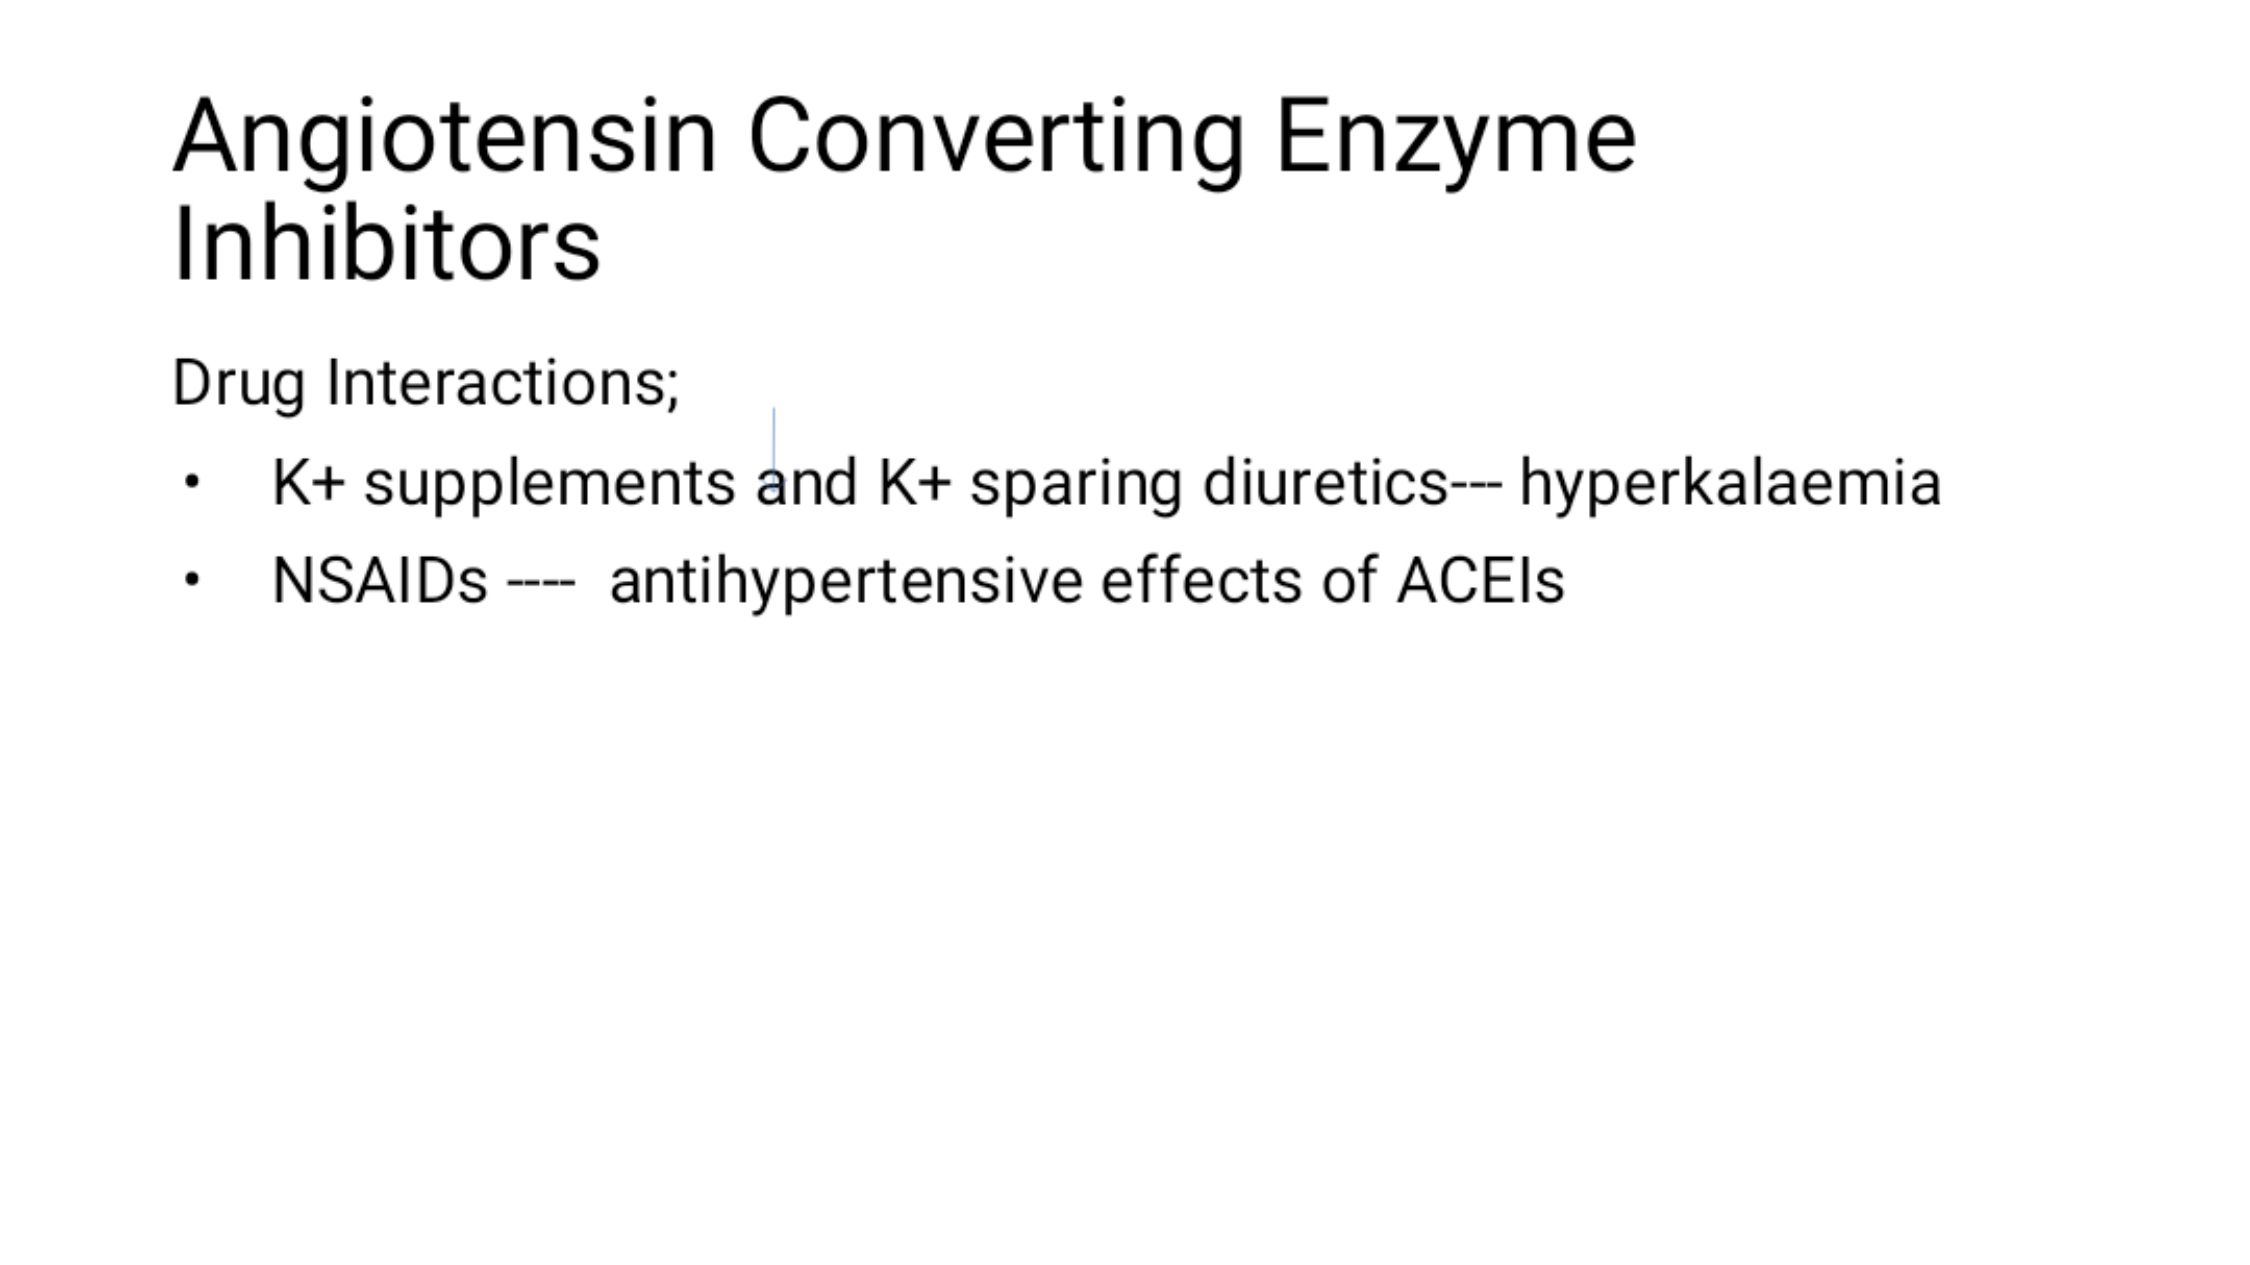 Angiotensin Converting Enzyme
Inhibitors
Drug Interactions;
• K+ supplements and K+ sparing diuretics--- hyperkalaemia
• NSAIDs ---- antihypertensive effects of ACEIs